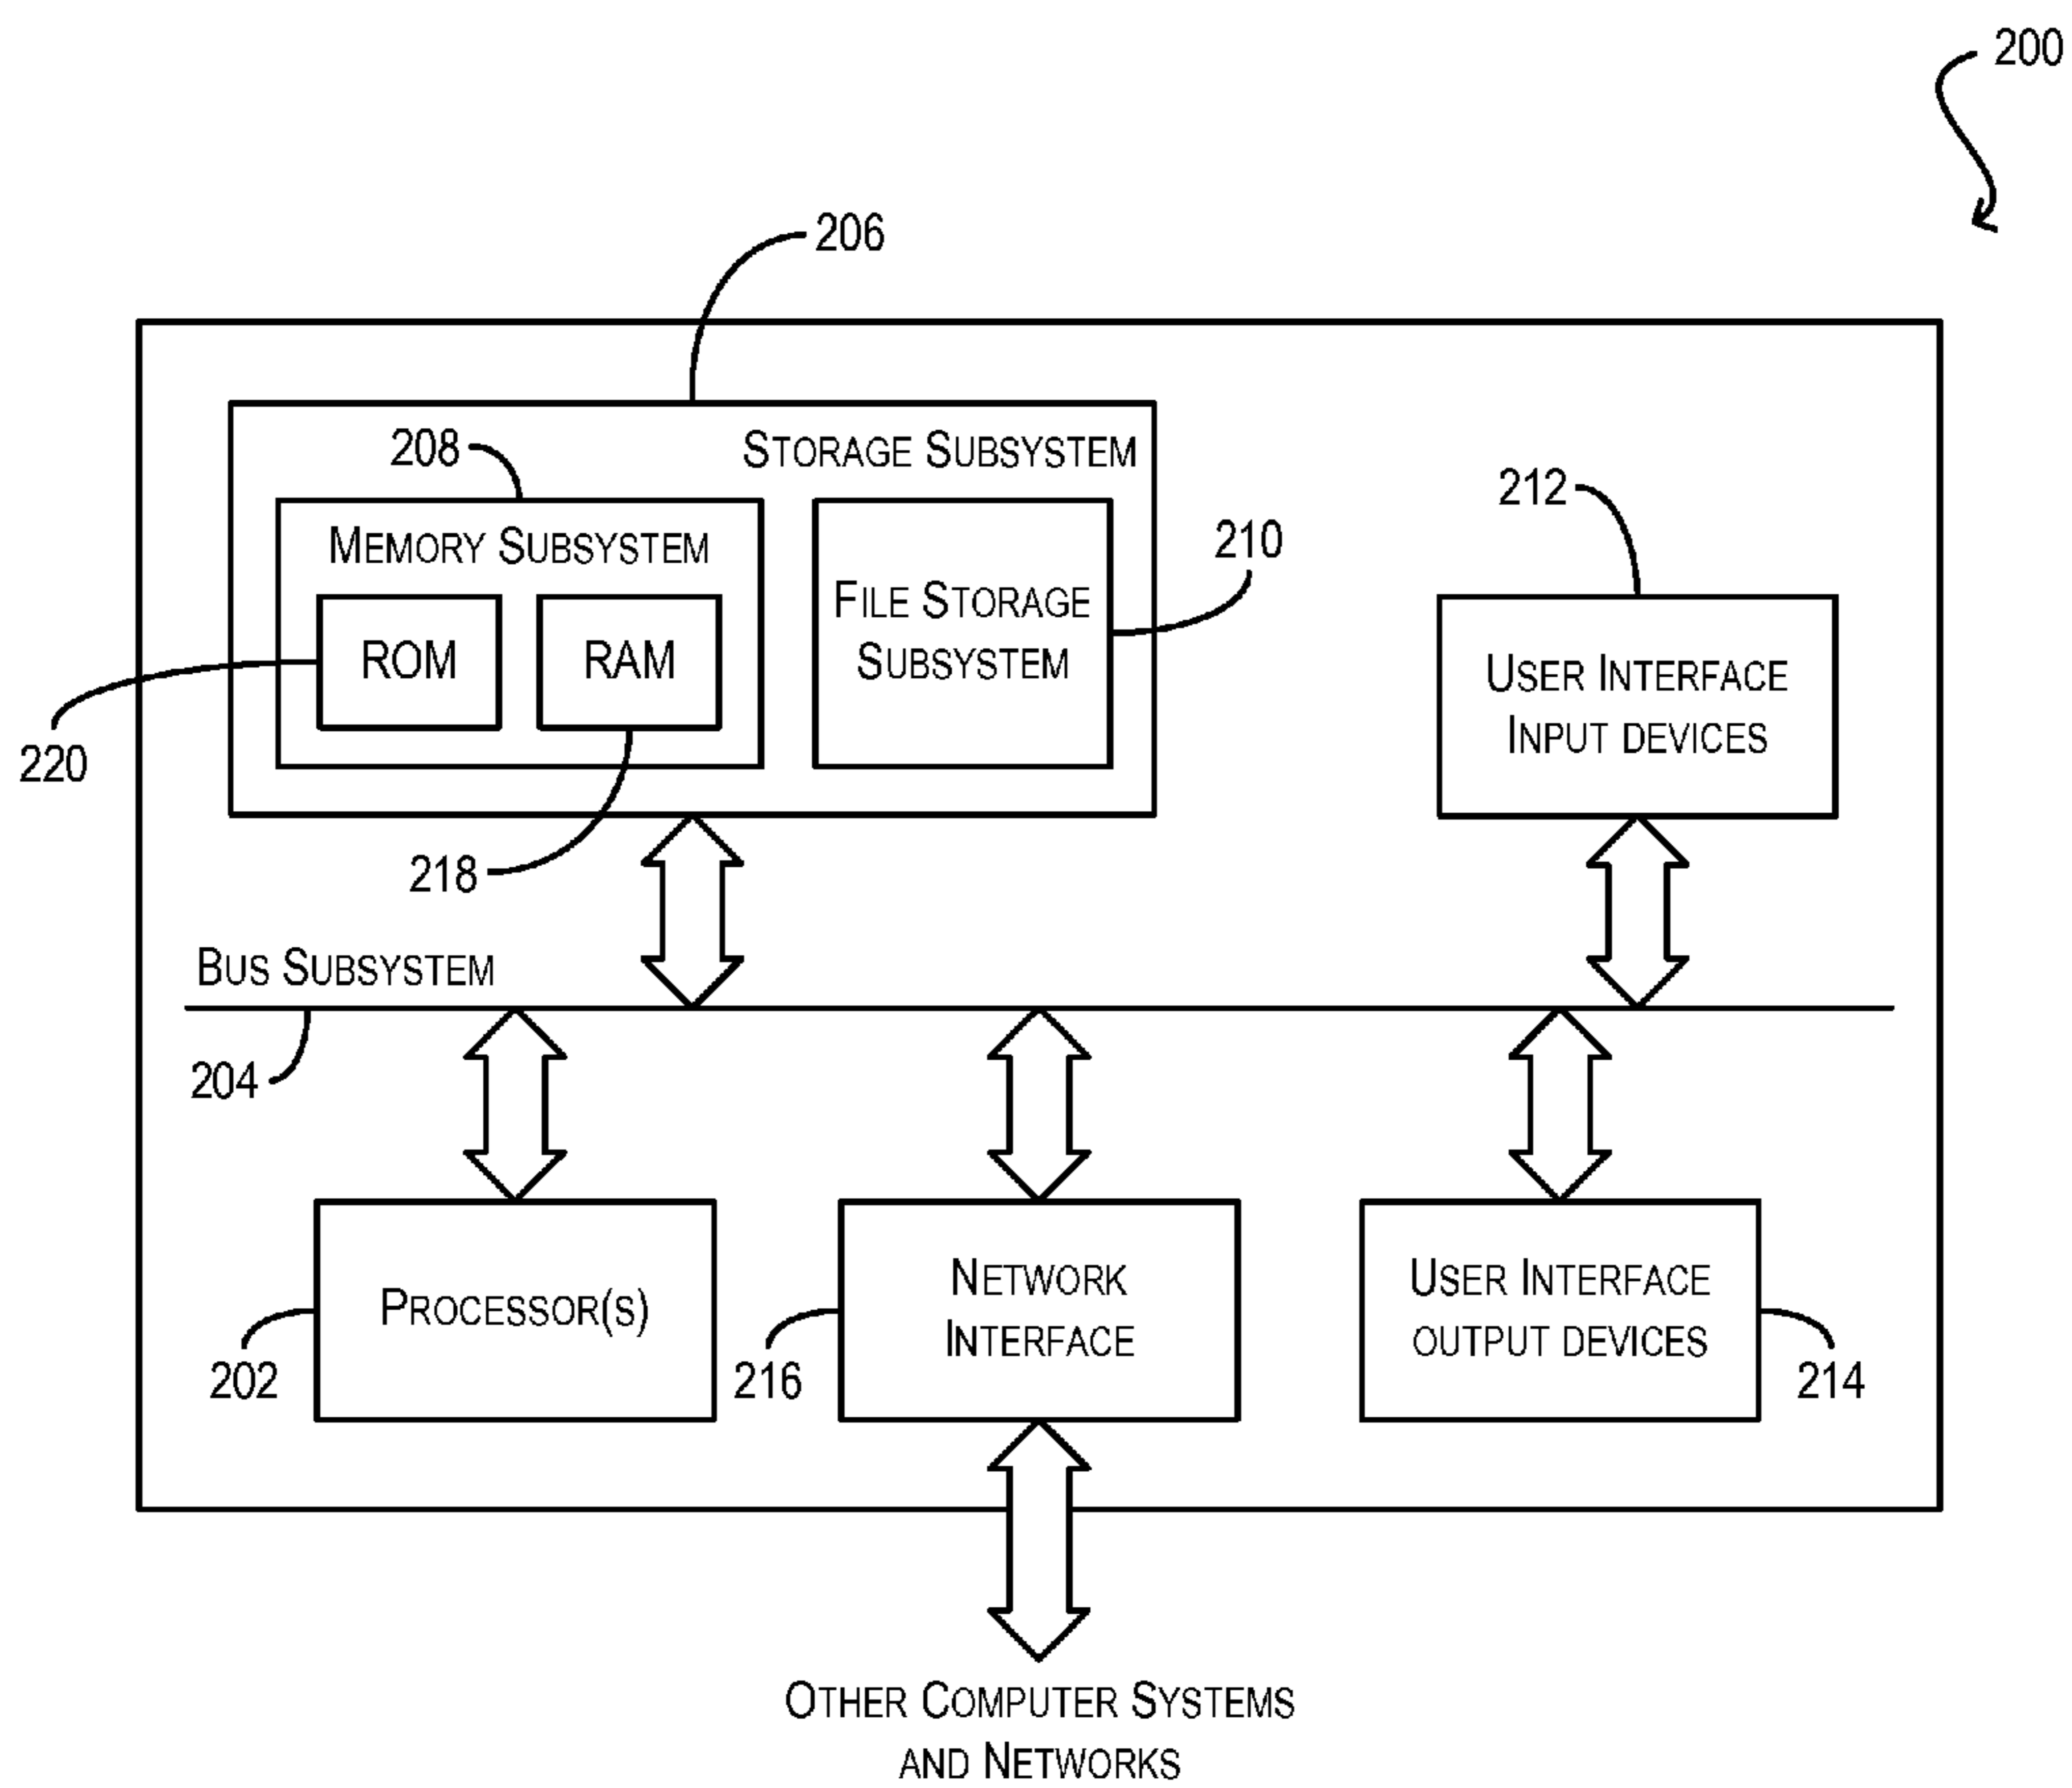 200
206
208
STORAGE SUBSYSTEM
212
MEMORY SUBSYSTEM
210
FILE STORAGE
SUBSYSTEM
ROM
RAM
USER INTERFACE
INPUT DEVICES
220
218
BUS SUBSYSTEM
204
PROCESSOR(S)
NETWORK
INTERFACE
USER INTERFACE
OUTPUT DEVICES
202
216
214
OTHER COMPUTER SYSTEMS
AND NETWORKS